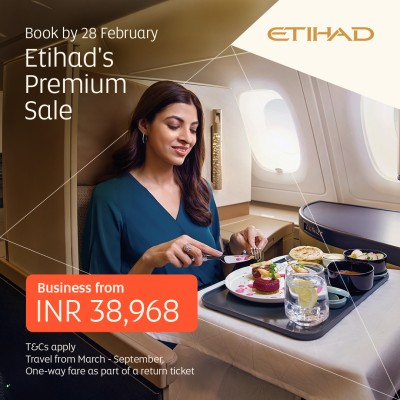 Book by 28 February
ETIHAD
Etihad's
Premium
Sale
Business from
INR 38,968
T&Cs apply
Travel from March - September,
One-way fare as part of a return ticket